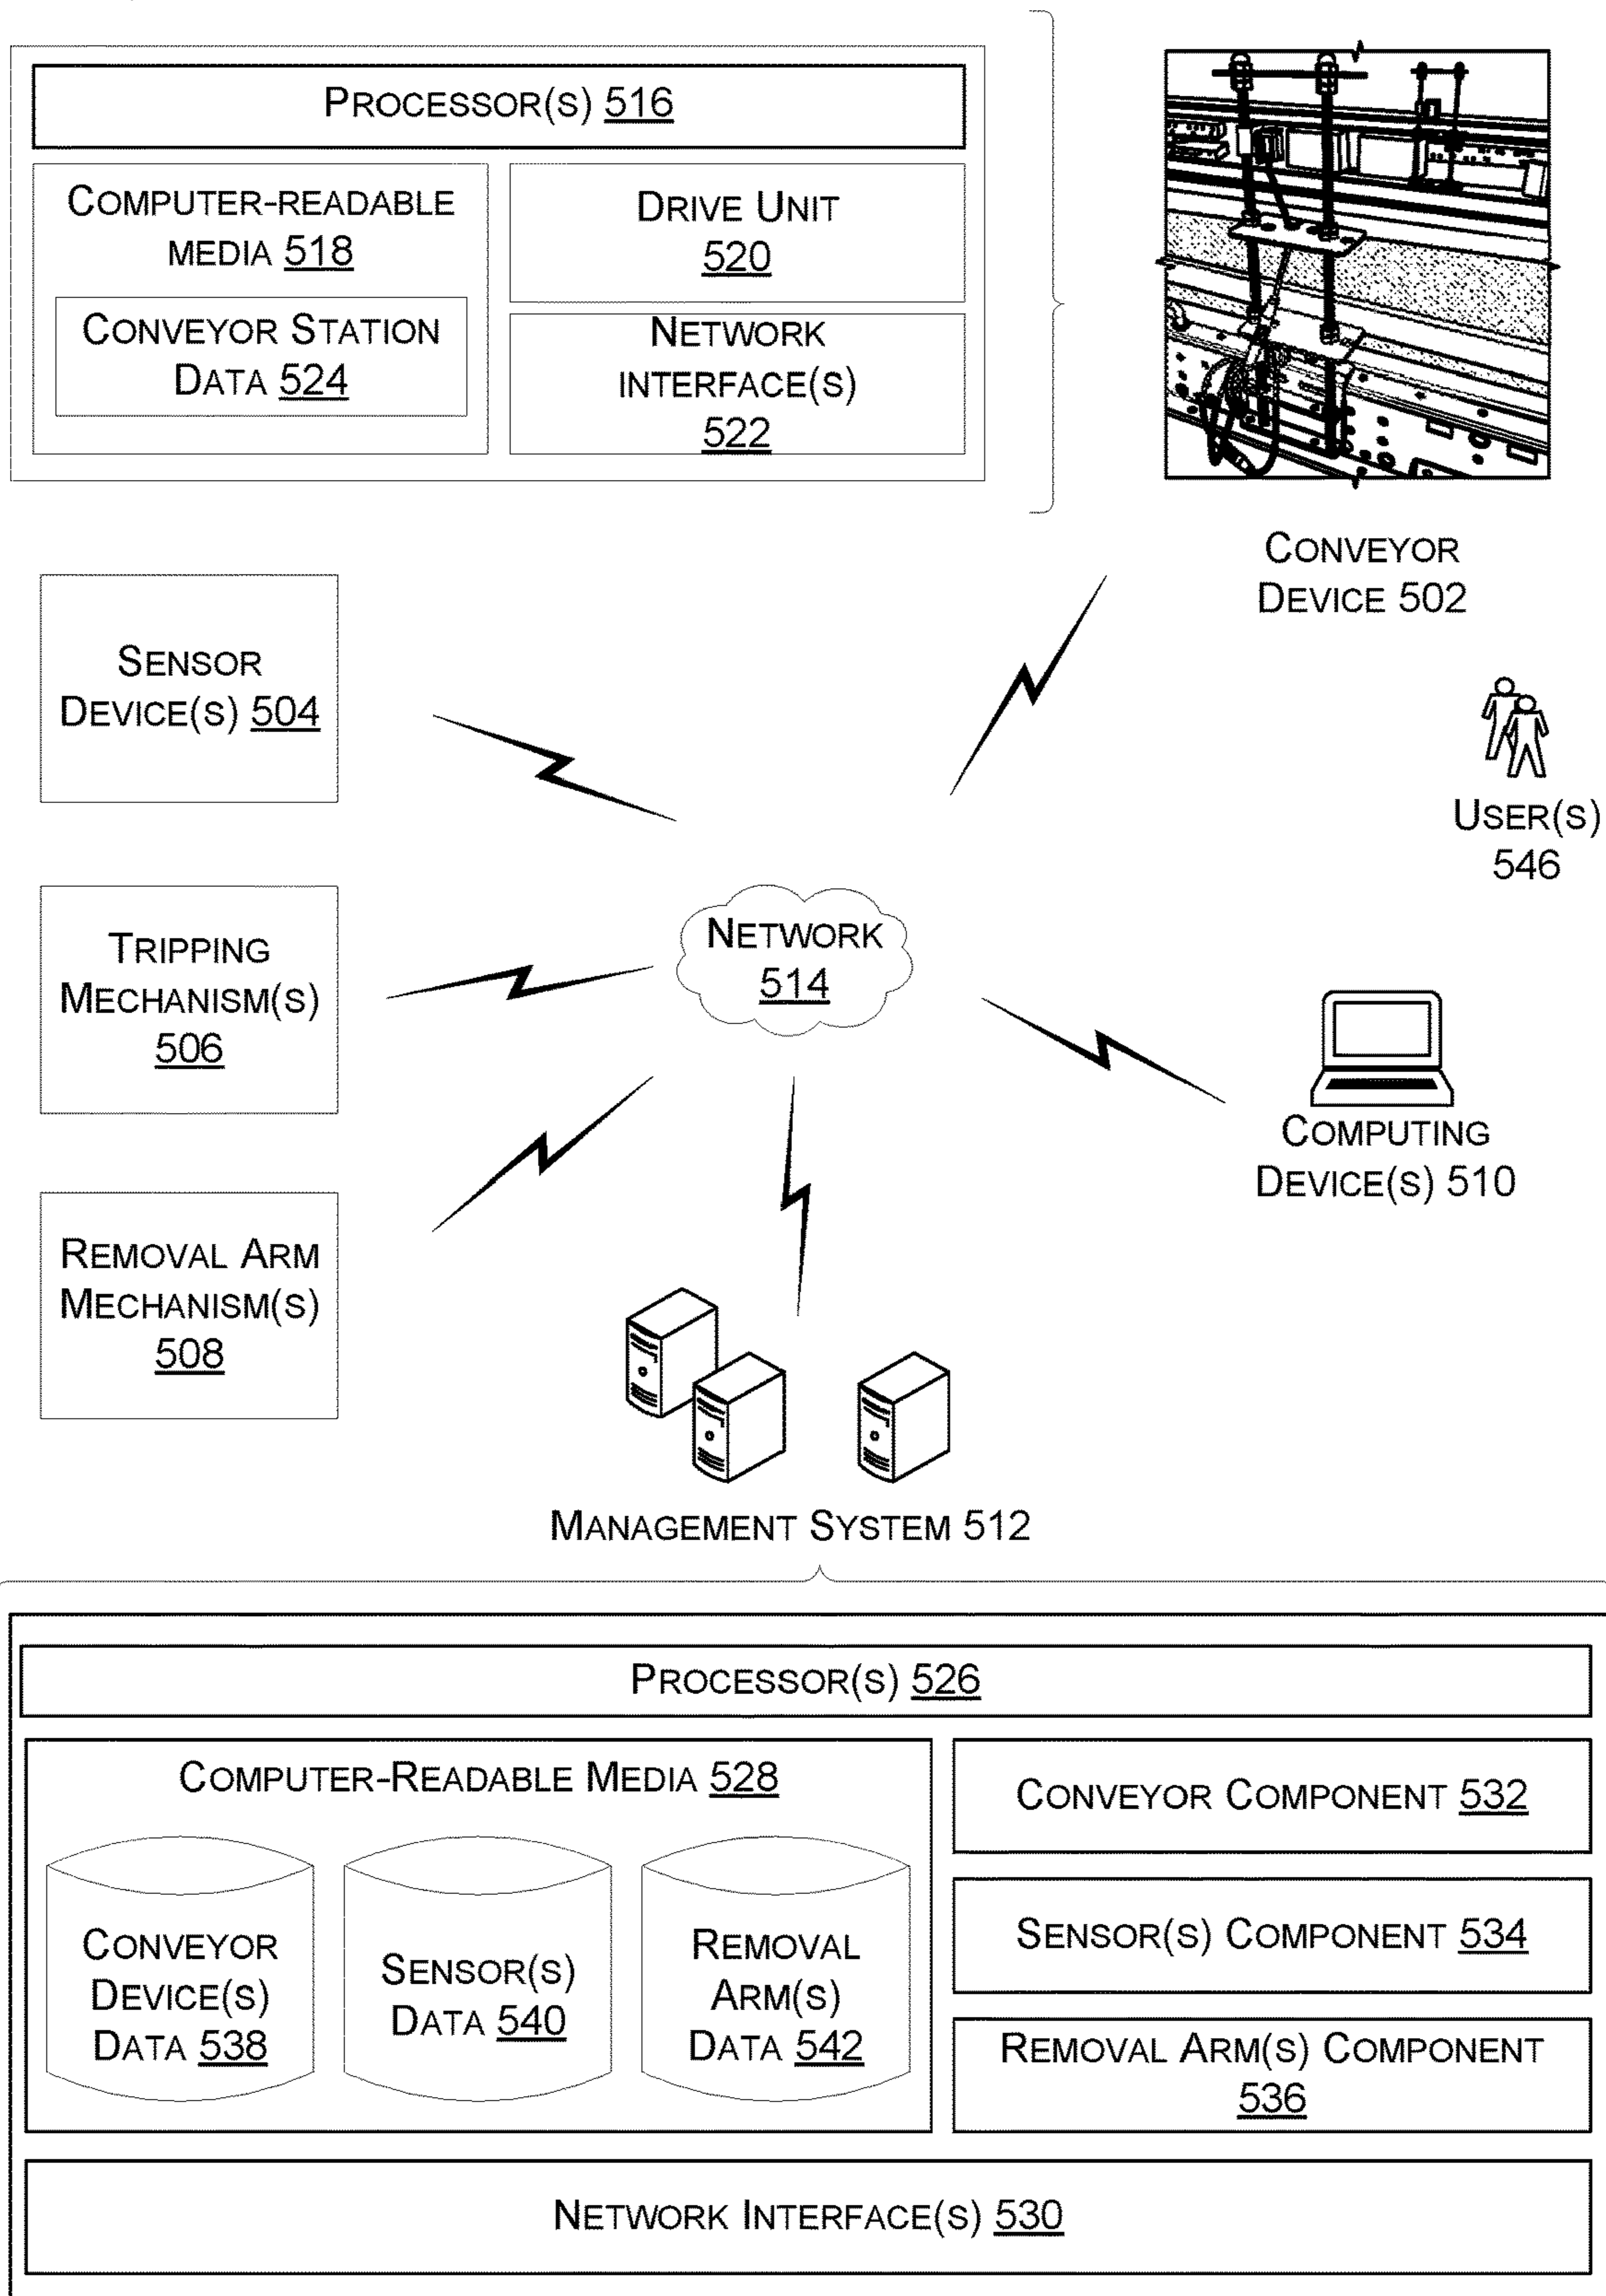 PROCESSOR(S) 516
COMPUTER-READABLE
MEDIA 518
CONVEYOR STATION
DATA 524
DRIVE UNIT
520
NETWORK
INTERFACE(S)
522
CONVEYOR
DEVICE 502
SENSOR
DEVICE(S) 504
USER(S)
546
TRIPPING
MECHANISM(S)
506
NETWORK
514
COMPUTING
DEVICE(S) 510
REMOVAL ARM
MECHANISM(S)
508
MANAGEMENT SYSTEM 512
PROCESSOR(S) 526
COMPUTER-READABLE MEDIA 528
CONVEYOR
DEVICE(S)
DATA 538
SENSOR(S)
DATA 540
REMOVAL
ARM(S)
DATA 542
CONVEYOR COMPONENT 532
SENSOR(S) COMPONENT 534
REMOVAL ARM(S) COMPONENT
536
NETWORK INTERFACE(S) 530